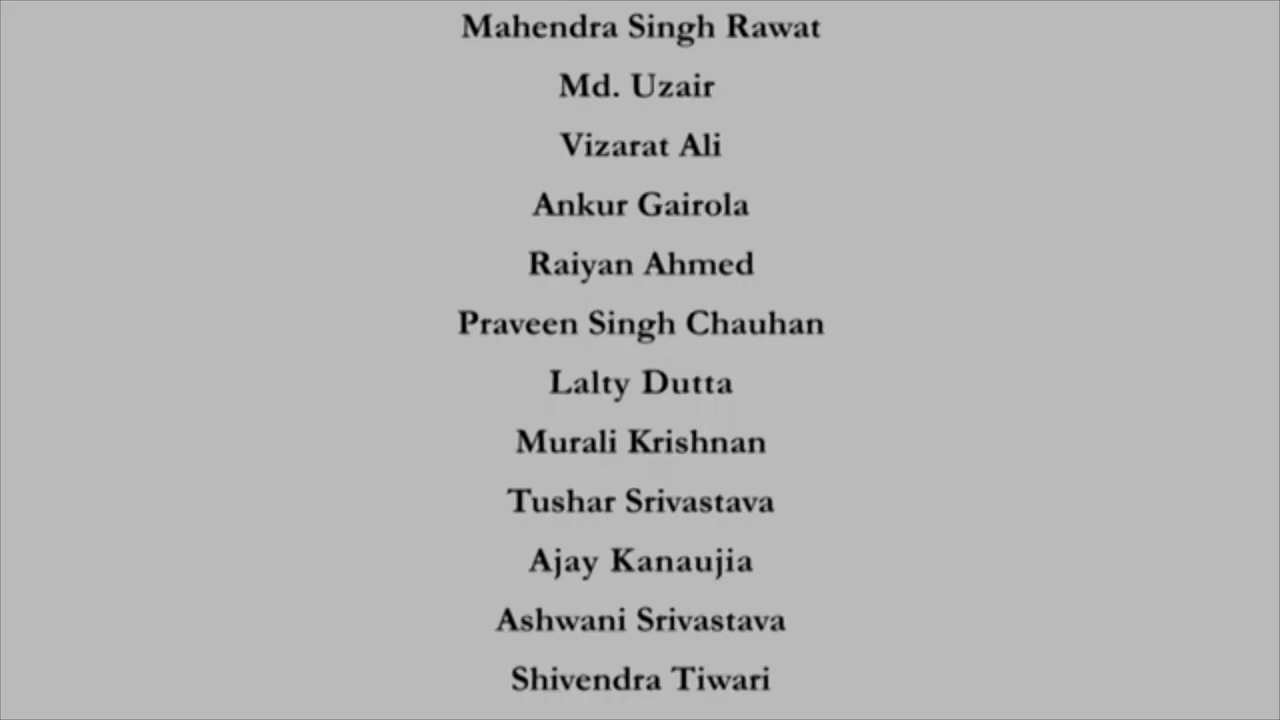 Mahendra Singh Rawat
Md. Uzair
Vizarat Ali
Ankur Gairola
Raiyan Ahmed
Praveen Singh Chauhan
Lalty Dutta
Murali Krishnan
Tushar Srivastava
Ajay Kanaujia
Ashwani Srivastava
Shivendra Tiwari